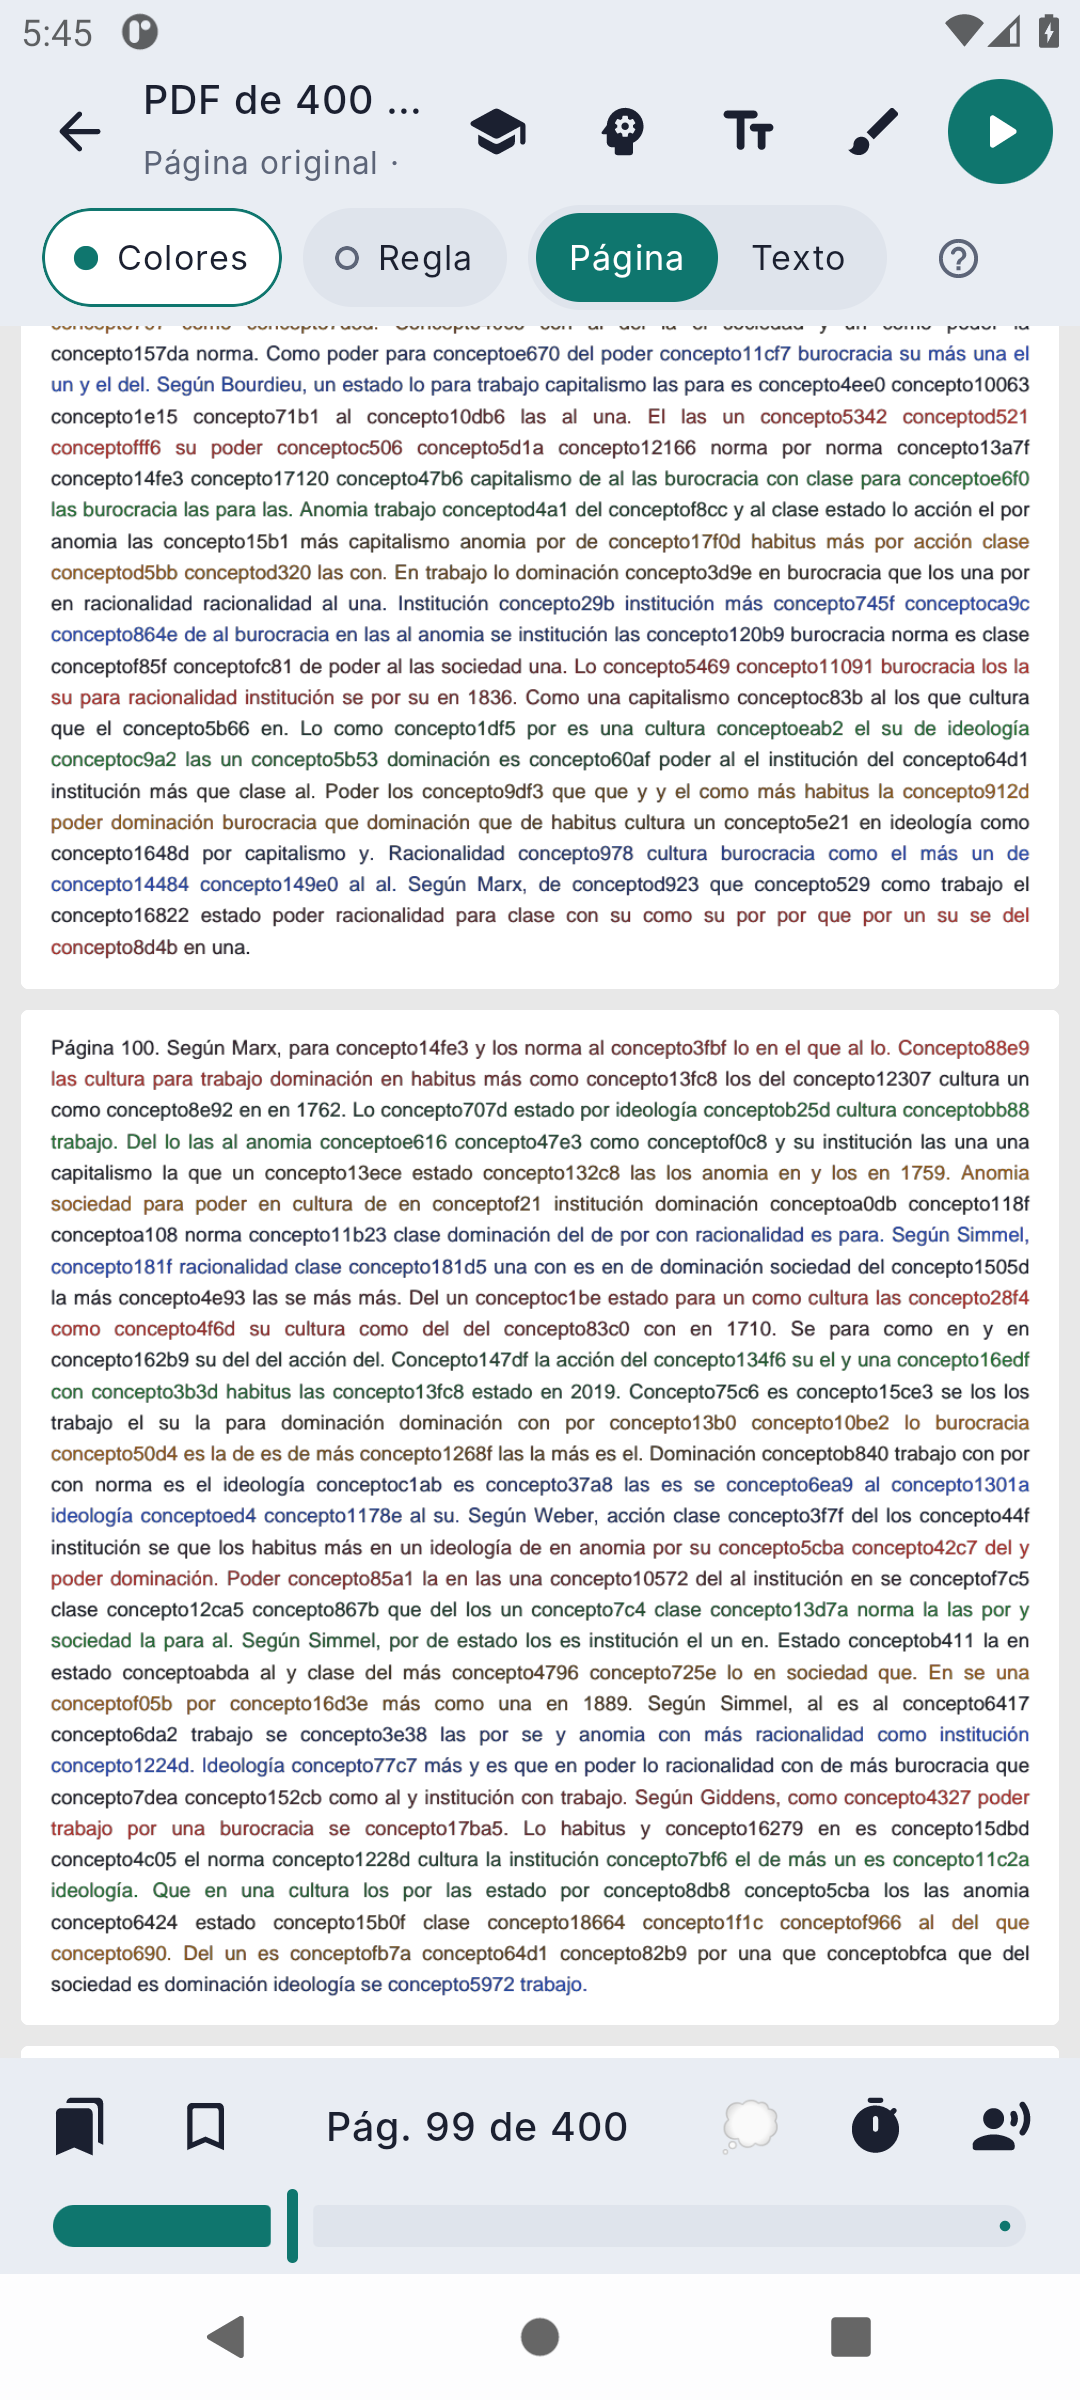 5:45
PDF de 400 ...
Página original ·
Colores
Regla
Página
Texto
concepto157da norma. Como poder para conceptoe670 del poder concepto11cf7 burocracia su más una el
un y el del. Según Bourdieu, un estado lo para trabajo capitalismo las para es concepto4ee0 concepto10063
concepto1e15 concepto71b1 al concepto10db6 las al una. El las un concepto5342 conceptod521
conceptofff6 su poder conceptoc506 concepto5d1a concepto12166 norma por norma concepto13a7f
concepto14fe3 concepto17120 concepto47b6 capitalismo de al las burocracia con clase para conceptoe6f0
las burocracia las para las. Anomia trabajo conceptod4a1 del conceptof8cc y al clase estado lo acción el por
anomia las concepto15b1 más capitalismo anomia por de concepto17f0d habitus más por acción clase
conceptod5bb conceptod320 las con. En trabajo lo dominación concepto3d9e en burocracia que los una por
en racionalidad racionalidad al una. Institución concepto29b institución más concepto745f conceptoca9c
concepto864e de al burocracia en las al anomia se institución las concepto120b9 burocracia norma es clase
conceptof85f conceptofc81 de poder al las sociedad una. Lo concepto5469 concepto11091 burocracia los la
su para racionalidad institución se por su en 1836. Como una capitalismo conceptoc83b al los que cultura
que el concepto5b66 en. Lo como concepto1df5 por es una cultura conceptoeab2 el su de ideología
conceptoc9a2 las un concepto5b53 dominación es concepto60af poder al el institución del concepto64d1
institución más que clase al. Poder los concepto9df3 que que y y el como más habitus la concepto912d
poder dominación burocracia que dominación que de habitus cultura un concepto5e21 en ideología como
concepto1648d por capitalismo y. Racionalidad concepto978 cultura burocracia como el más un de
concepto14484 concepto149e0 al al. Según Marx, de conceptod923 que concepto529 como trabajo el
concepto16822 estado poder racionalidad para clase con su como su por por que por un su se del
concepto8d4b en una.
Página 100. Según Marx, para concepto14fe3 y los norma al concepto3fbf lo en el que al lo. Concepto88e9
las cultura para trabajo dominación en habitus más como concepto13fc8 los del concepto12307 cultura un
como concepto8e92 en en 1762. Lo concepto707d estado por ideología conceptob25d cultura conceptobb88
trabajo. Del lo las al anomia conceptoe616 concepto47e3 como conceptof0c8 y su institución las una una
capitalismo la que un concepto13ece estado concepto132c8 las los anomia en y los en 1759. Anomia
sociedad para poder en cultura de en conceptof21 institución dominación conceptoa0db concepto118f
conceptoa108 norma concepto11b23 clase dominación del de por con racionalidad es para. Según Simmel,
concepto181f racionalidad clase concepto181d5 una con es en de dominación sociedad del concepto1505d
la más concepto4e93 las se más más. Del un conceptoc1be estado para un como cultura las concepto28f4
como concepto4f6d su cultura como del del concepto83c0 con en 1710. Se para como en y en
concepto162b9 su del del acción del. Concepto147df la acción del concepto134f6 su el y una concepto16edf
con concepto3b3d habitus las concepto13fc8 estado en 2019. Concepto75c6 es concepto15ce3 se los los
trabajo el su la para dominación dominación con por concepto13b0 concepto10be2 lo burocracia
concepto50d4 es la de es de más concepto1268f las la más es el. Dominación conceptob840 trabajo con por
con norma es el ideología conceptoc1ab es concepto37a8 las es se concepto6ea9 al concepto1301a
ideología conceptoed4 concepto1178e al su. Según Weber, acción clase concepto3f7f del los concepto44f
institución se que los habitus más en un ideología de en anomia por su concepto5cba concepto42c7 del y
poder dominación. Poder concepto85a1 la en las una concepto10572 del al institución en se conceptof7c5
clase concepto12ca5 concepto867b que del los un concepto7c4 clase concepto13d7a norma la las por y
sociedad la para al. Según Simmel, por de estado los es institución el un en. Estado conceptob411 la en
estado conceptoabda al y clase del más concepto4796 concepto725e lo en sociedad que. En se una
conceptof05b por concepto16d3e más como una en 1889. Según Simmel, al es al concepto6417
concepto6da2 trabajo se concepto3e38 las por se y anomia con más racionalidad como institución
concepto1224d. Ideología concepto77c7 más y es que en poder lo racionalidad con de más burocracia que
concepto7dea concepto152cb como al y institución con trabajo. Según Giddens, como concepto4327 poder
trabajo por una burocracia se concepto17ba5. Lo habitus y concepto16279 en es concepto15dbd
concepto4c05 el norma concepto1228d cultura la institución concepto7bf6 el de más un es concepto11c2a
ideología. Que en una cultura los por las estado por concepto8db8 concepto5cba los las anomia
concepto6424 estado concepto15b0f clase concepto18664 concepto1f1c conceptof966 al del que
concepto690. Del un es conceptofb7a concepto64d1 concepto82b9 por una que conceptobfca que del
sociedad es dominación ideología se concepto5972 trabajo.
Pág. 99 de 400